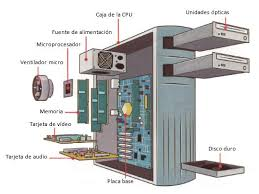 Caja de la CPU
Unidades ópticas
Fuente de alimentación
Microprocesador
Ventilador micro
Memoria
Tarjeta de vídeo
Tarjeta de audio
Placa base
Disco duro